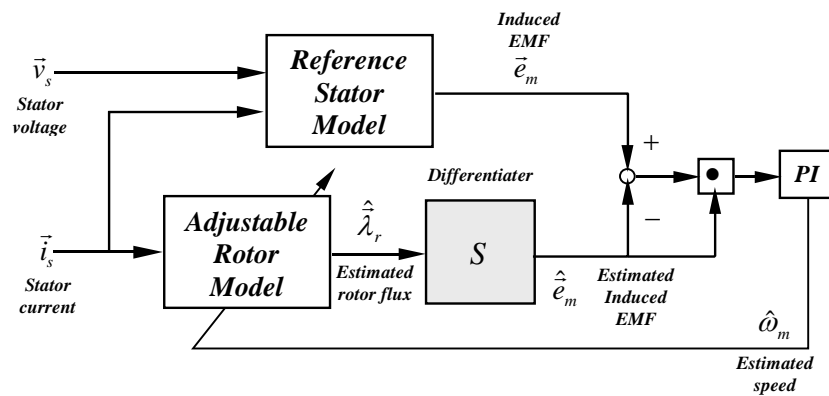 Induced
EMF
e⃗ₘ
v⃗ₛ
Stator
voltage
Reference
Stator
Model
+
−
•
PI
Differentiater
i⃗ₛ
Stator
current
Adjustable
Rotor
Model
λ̂⃗ᵣ
Estimated
rotor flux
S
ê⃗ₘ
Estimated
Induced
EMF
ω̂ₘ
Estimated
speed